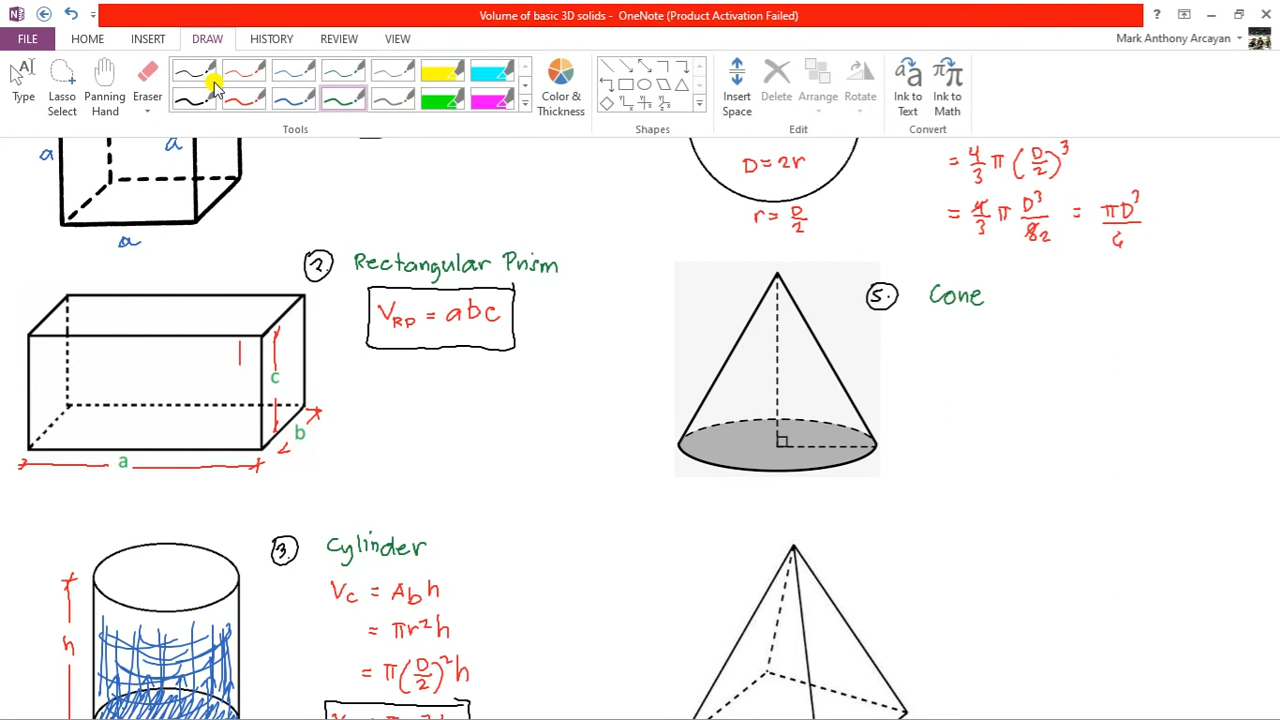 Volume of basic 3D solids - OneNote (Product Activation Failed)
?
FILE HOME INSERT DRAW HISTORY REVIEW VIEW
Mark Anthony Arcayan
Type
Lasso Select
Panning Hand
Eraser
Color & Thickness
Insert Space
Delete
Arrange
Rotate
Ink to Text
Ink to Math
Tools
Shapes
Edit
Convert
a
a
a
D = 2r
r = D/2
= 4/3 π (D/2)³
= 4/3 π D³/82 = πD³/6
2. Rectangular Prism
V_RP = abc
c
b
a
5. Cone
3. Cylinder
V_c = A_b h
= πr²h
= π(D/2)²h
h